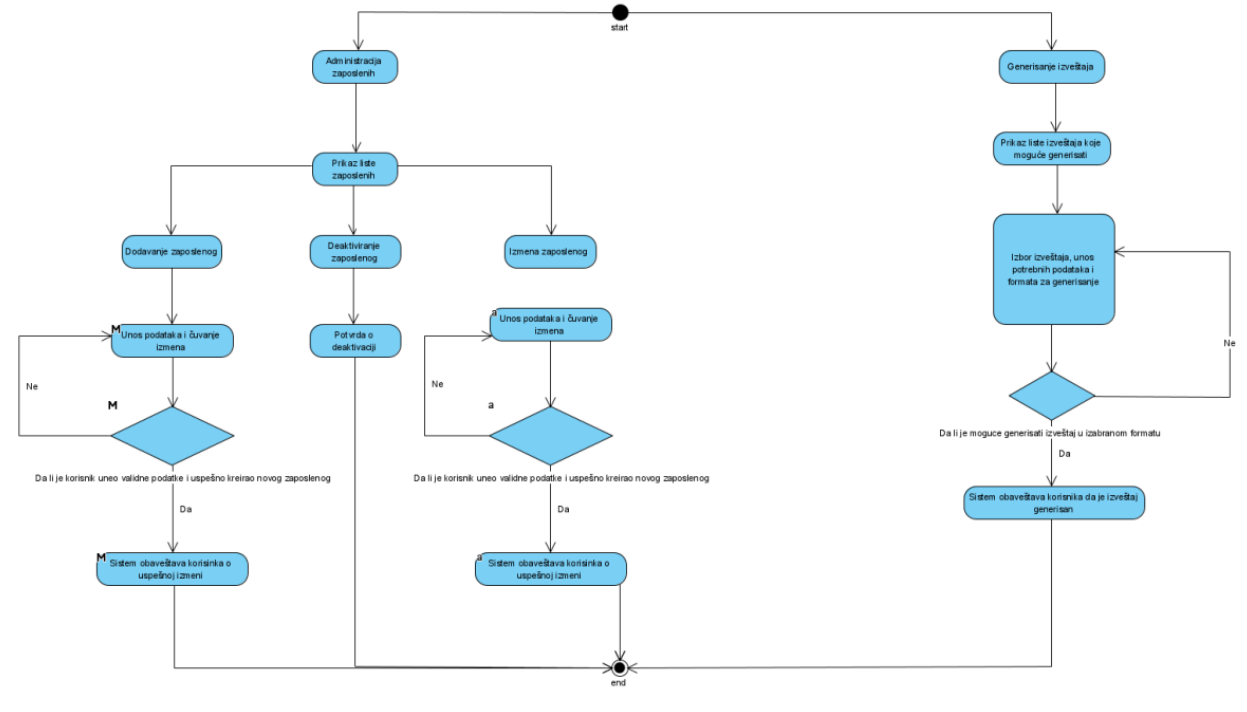 start
Administracija
zaposlenih
Generisanje izveštaja
Prikaz liste
zaposlenih
Prikaz liste izveštaja koje
moguće generisati
Dodavanje zaposlenog
Deaktiviranje
zaposlenog
Izmena zaposlenog
Izbor izveštaja, unos
potrebnih podataka i
formata za generisanje
M
Unos podataka i čuvanje
izmena
Potvrda o
deaktivaciji
a
Unos podataka i čuvanje
izmena
Ne
Ne
Ne
M
a
Da li je moguce generisati izveštaj u izabranom formatu
Da
Da li je korisnik uneo validne podatke i uspešno kreirao novog zaposlenog
Da li je korisnik uneo validne podatke i uspešno kreirao novog zaposlenog
Da
Da
Sistem obaveštava korisnika da je izveštaj
generisan
M
Sistem obaveštava korisinka o
uspešnoj izmeni
a
Sistem obaveštava korisinka o
uspešnoj izmeni
end